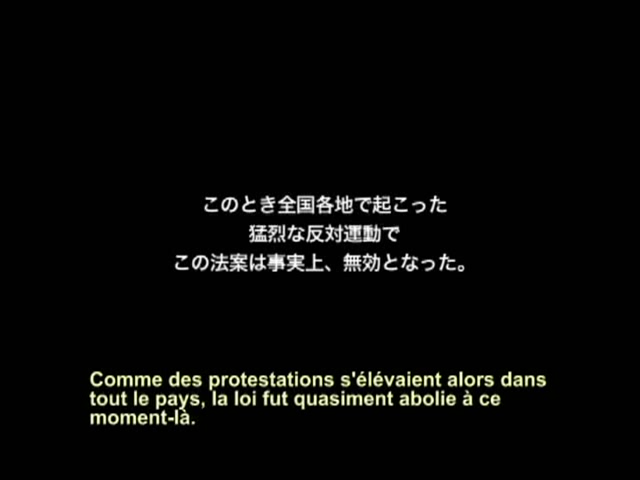 このとき全国各地で起こった
猛烈な反対運動で
この法案は事実上、無効となった。
Comme des protestations s'élévaient alors dans
tout le pays, la loi fut quasiment abolie à ce
moment-là.